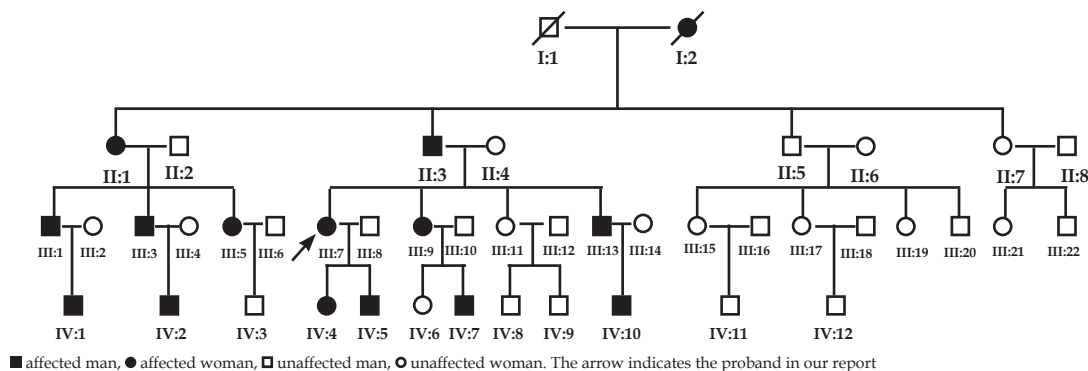 I:1 I:2
II:1 II:2 II:3 II:4 II:5 II:6 II:7 II:8
III:1 III:2 III:3 III:4 III:5 III:6 III:7 III:8 III:9 III:10 III:11 III:12 III:13 III:14 III:15 III:16 III:17 III:18 III:19 III:20 III:21 III:22
IV:1 IV:2 IV:3 IV:4 IV:5 IV:6 IV:7 IV:8 IV:9 IV:10 IV:11 IV:12
affected man, affected woman, unaffected man, unaffected woman. The arrow indicates the proband in our report